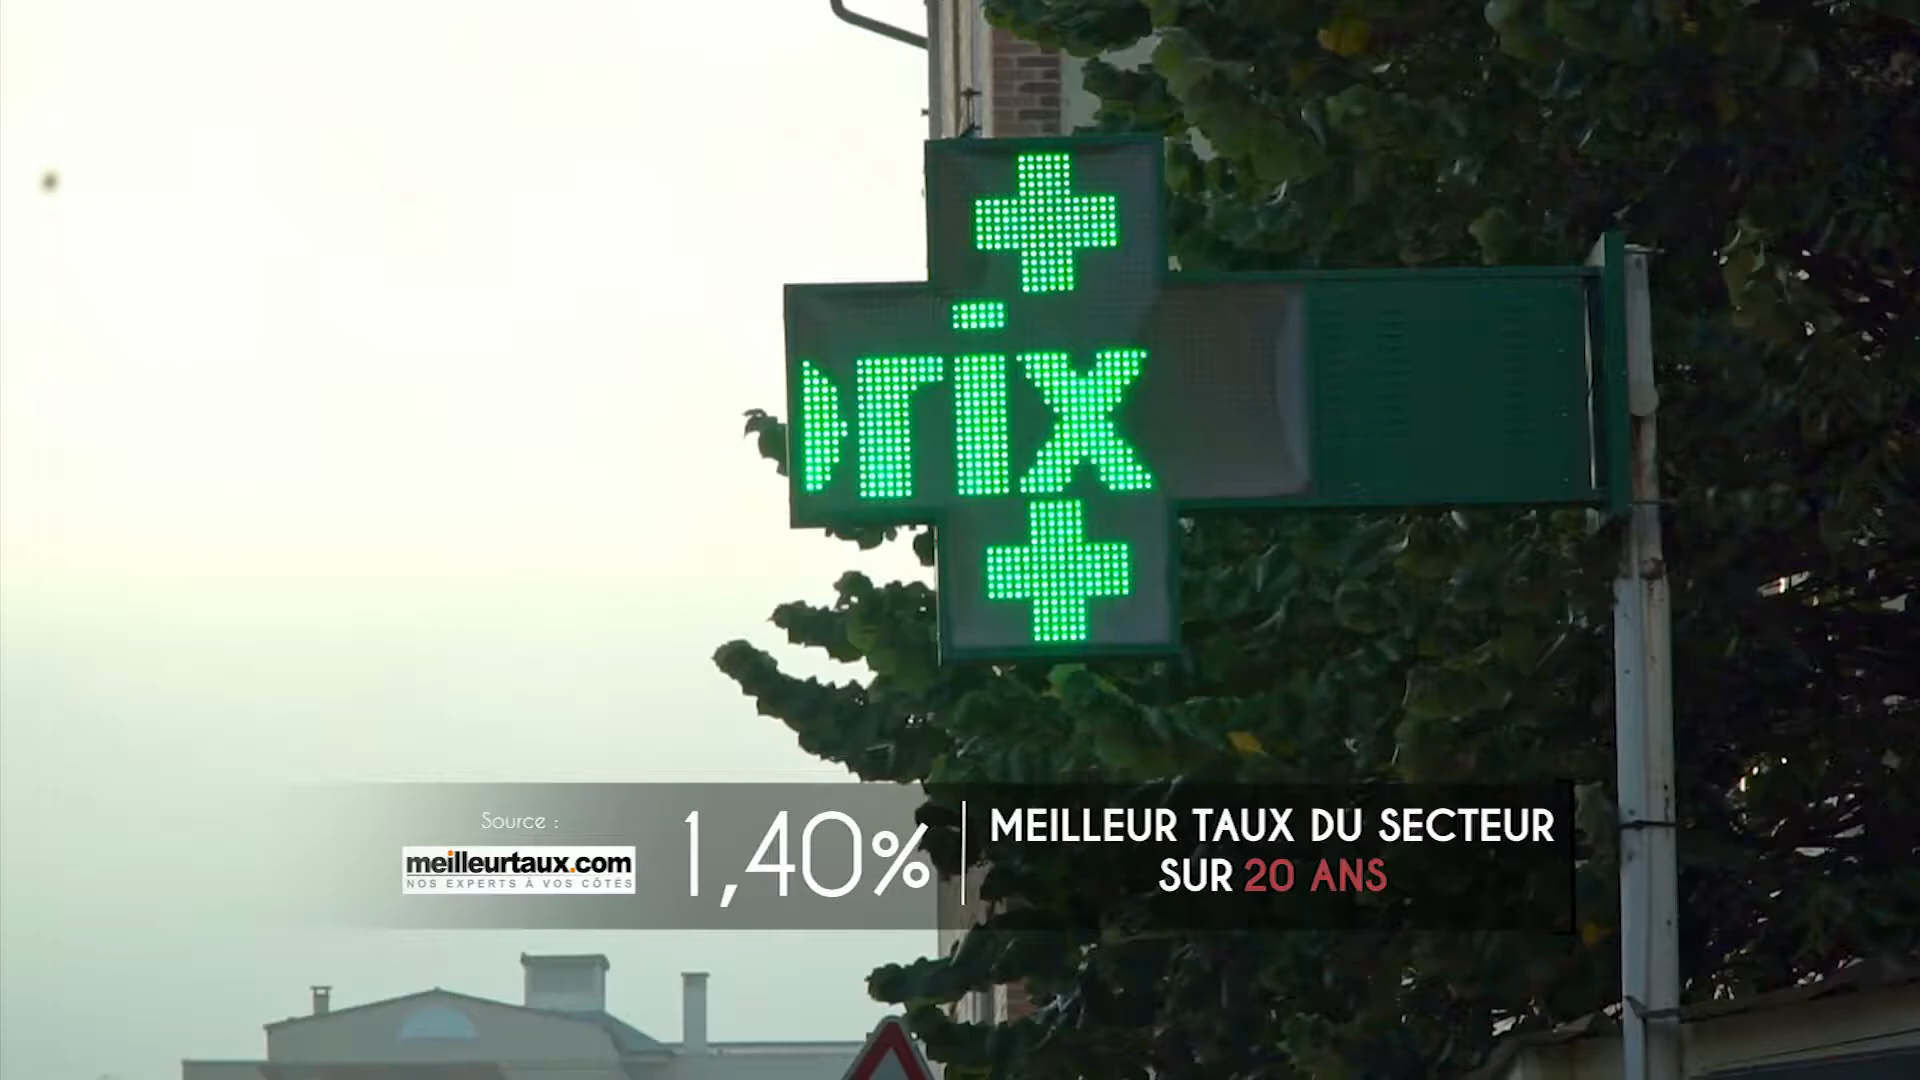 rix
Source :
meilleurtaux.com
NOS EXPERTS À VOS CÔTÉS
1,40%
MEILLEUR TAUX DU SECTEUR
SUR 20 ANS